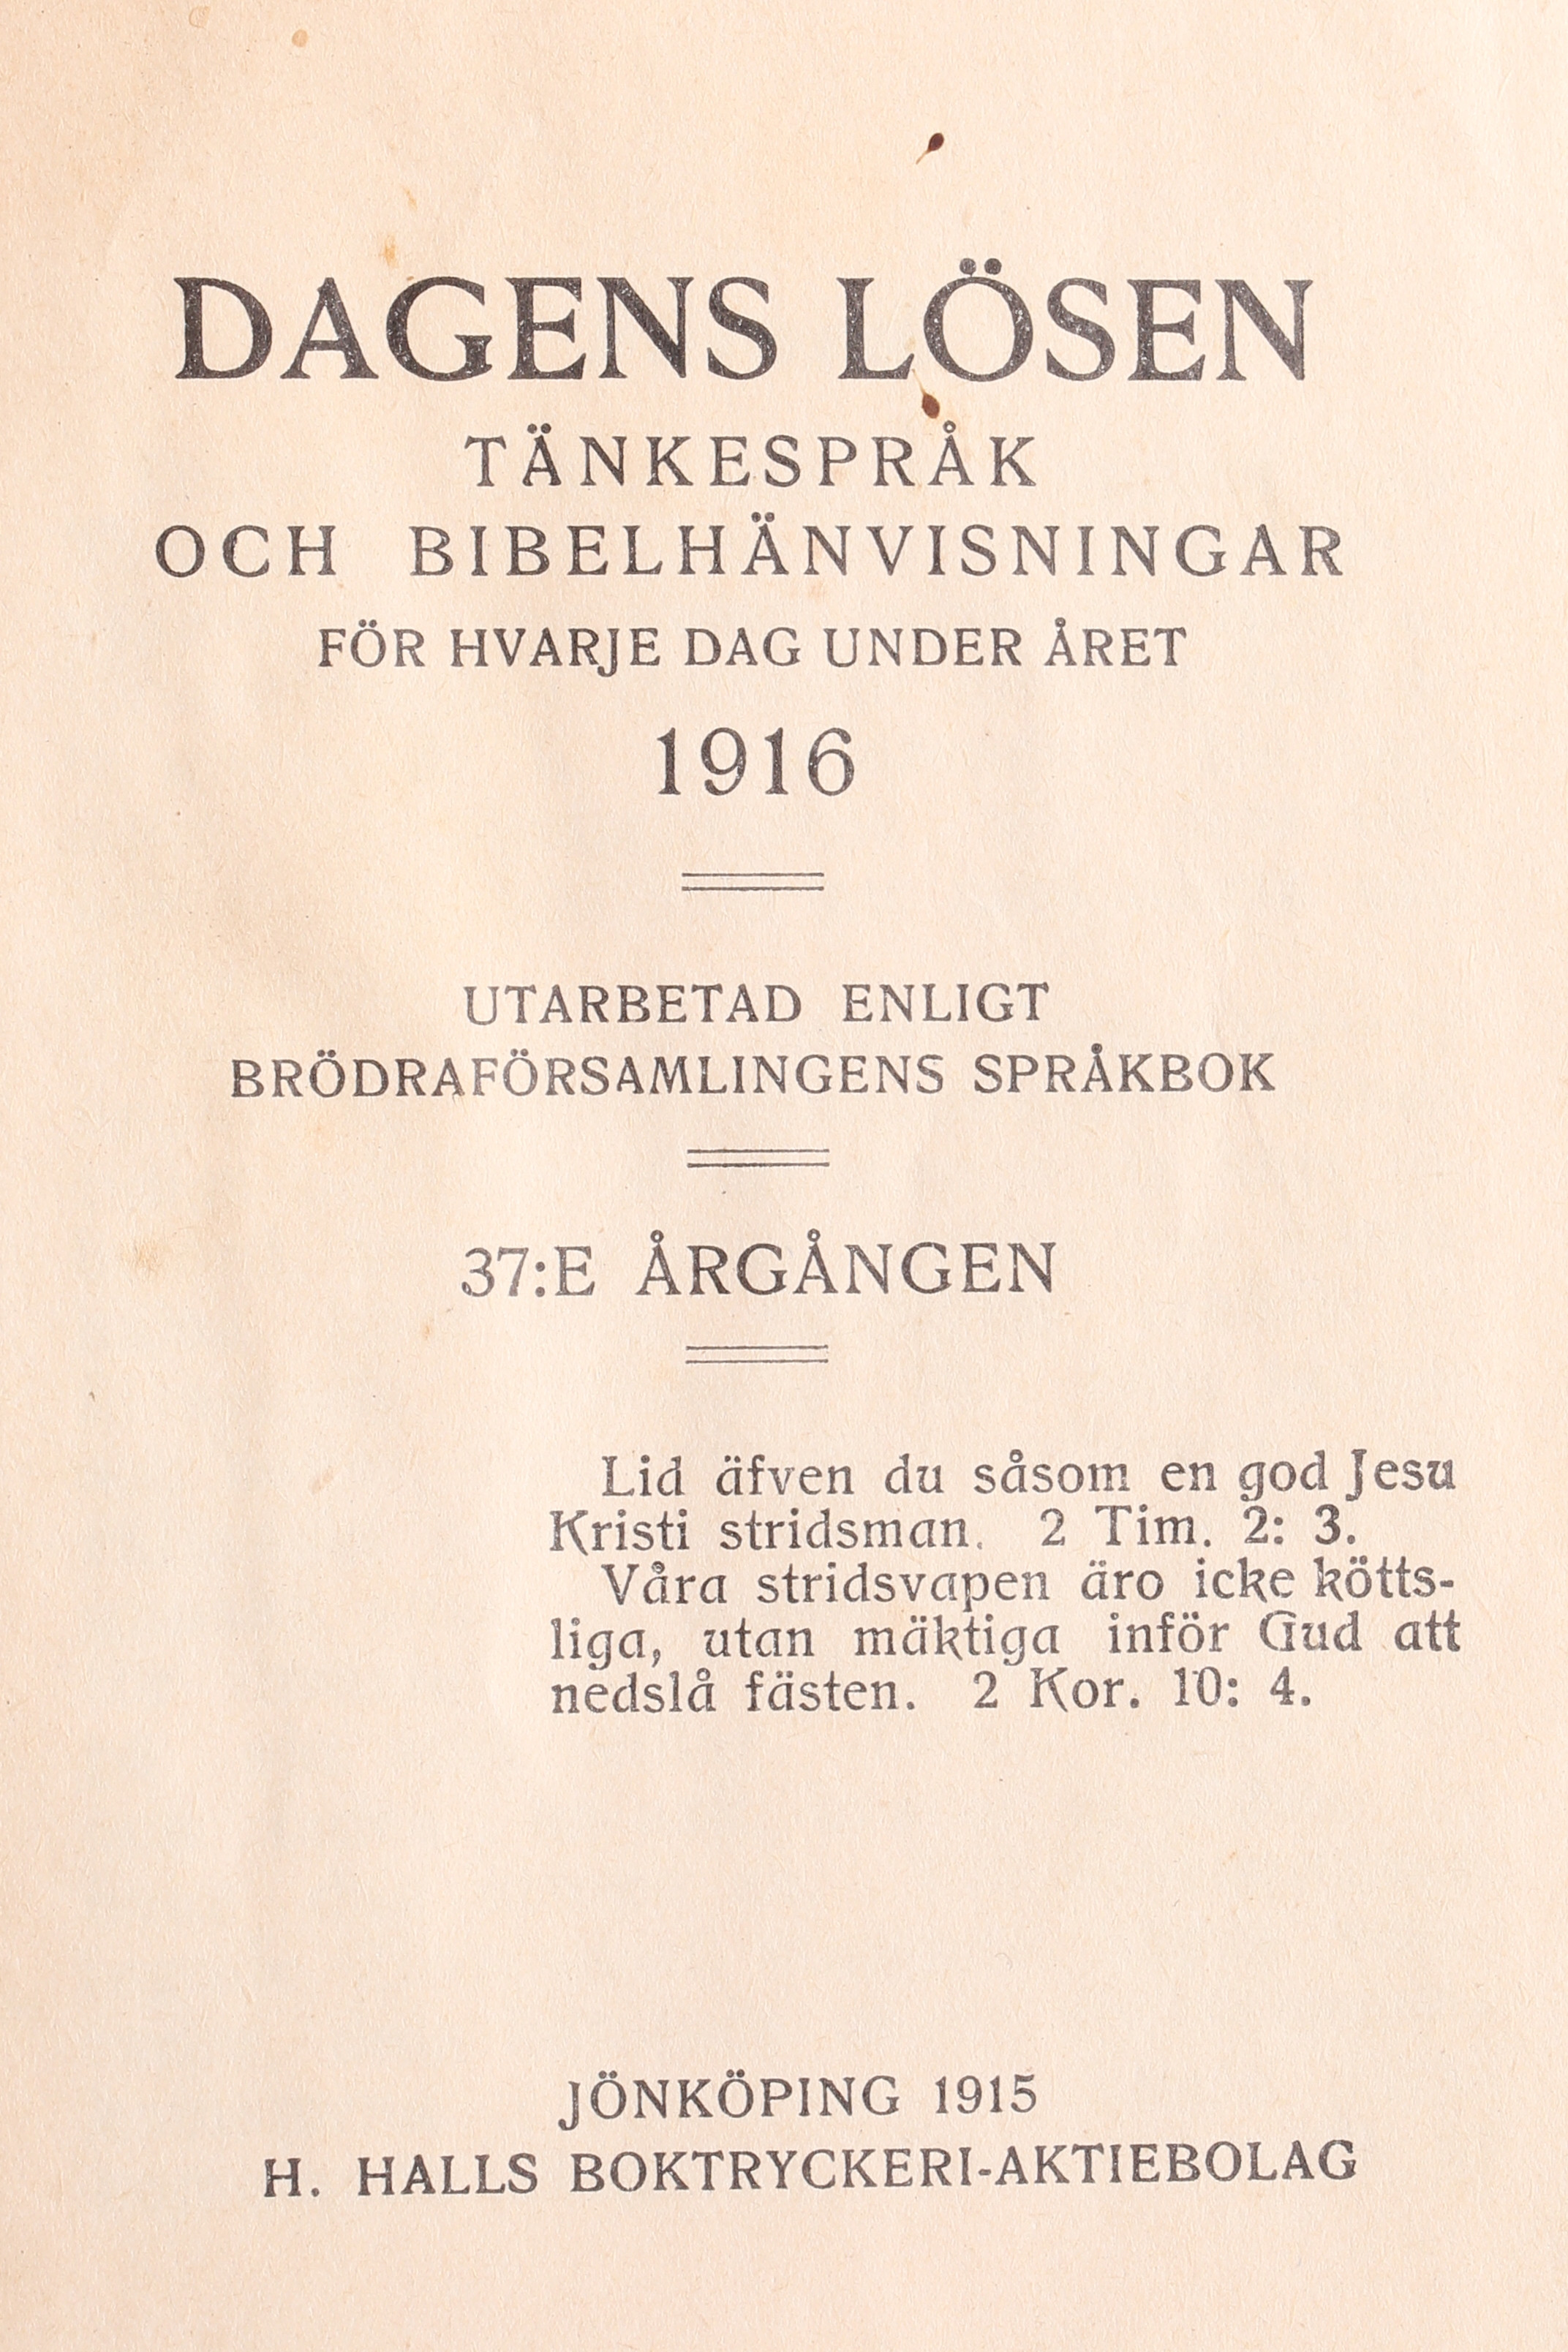 DAGENS LÖSEN
TÄNKESPRÅK
OCH BIBELHÄNVISNINGAR
FÖR HVARJE DAG UNDER ÅRET
1916
UTARBETAD ENLIGT
BRÖDRAFÖRSAMLINGENS SPRÅKBOK
37:E ÅRGÅNGEN
Lid äfven du såsom en god Jesu
Kristi stridsman. 2 Tim. 2: 3.
Våra stridsvapen äro icke kötts-
liga, utan mäktiga inför Gud att
nedslå fästen. 2 Kor. 10: 4.
JÖNKÖPING 1915
H. HALLS BOKTRYCKERI-AKTIEBOLAG